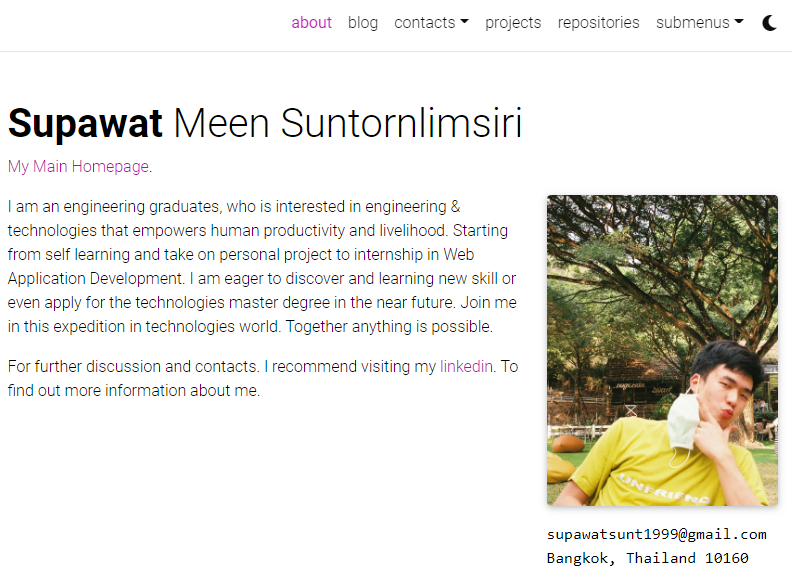 about blog contacts projects repositories submenus
Supawat Meen Suntornlimsiri
My Main Homepage.
I am an engineering graduates, who is interested in engineering &
technologies that empowers human productivity and livelihood. Starting
from self learning and take on personal project to internship in Web
Application Development. I am eager to discover and learning new skill or
even apply for the technologies master degree in the near future. Join me
in this expedition in technologies world. Together anything is possible.
For further discussion and contacts. I recommend visiting my linkedin. To
find out more information about me.
UNFRIEND
supawatsunt1999@gmail.com
Bangkok, Thailand 10160